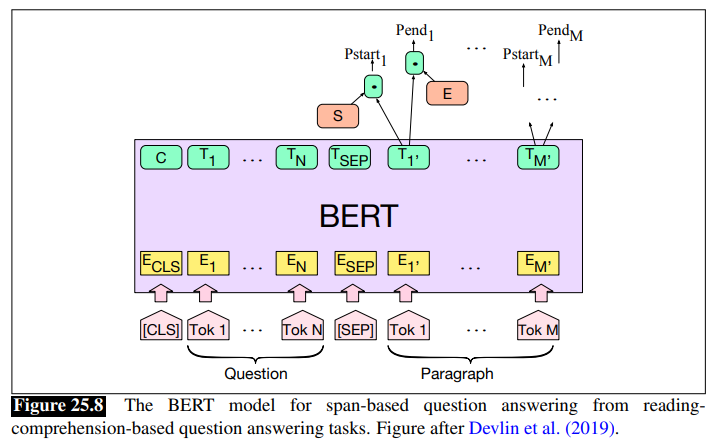 Pend1
PendM
Pstart1
...
PstartM
...
S
E
C T1 ... TN TSEP T1' ... TM'
BERT
ECLS E1 ... EN ESEP E1' ... EM'
[CLS] Tok 1 ... Tok N [SEP] Tok 1 ... Tok M
Question Paragraph
Figure 25.8 The BERT model for span-based question answering from reading-
comprehension-based question answering tasks. Figure after Devlin et al. (2019).